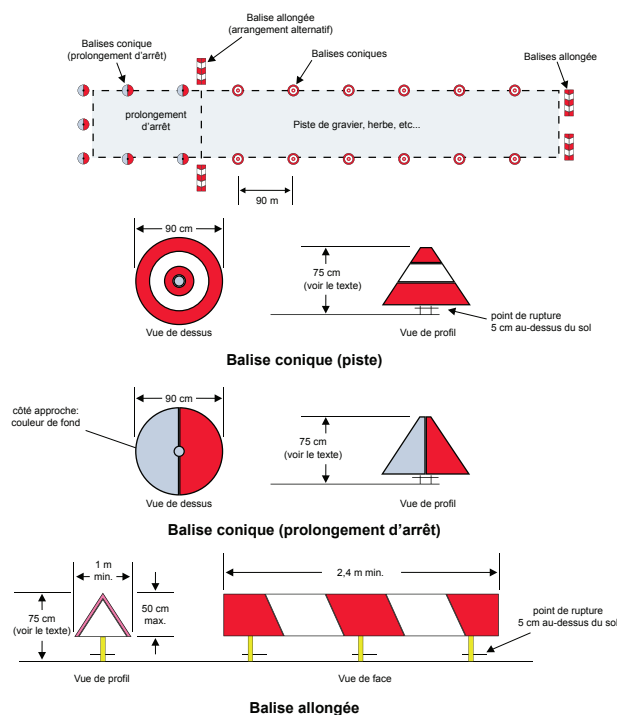 Balise allongée
(arrangement alternatif)
Balises conique
(prolongement d'arrêt)
Balises coniques
Balises allongée
prolongement
d'arrêt
Piste de gravier, herbe, etc...
90 m
90 cm
75 cm
(voir le texte)
point de rupture
5 cm au-dessus du sol
Vue de dessus
Vue de profil
Balise conique (piste)
90 cm
côté approche:
couleur de fond
75 cm
(voir le texte)
Vue de dessus
Vue de profil
Balise conique (prolongement d'arrêt)
1 m
min.
2,4 m min.
75 cm
(voir le texte)
50 cm
max.
point de rupture
5 cm au-dessus du sol
Vue de profil
Vue de face
Balise allongée